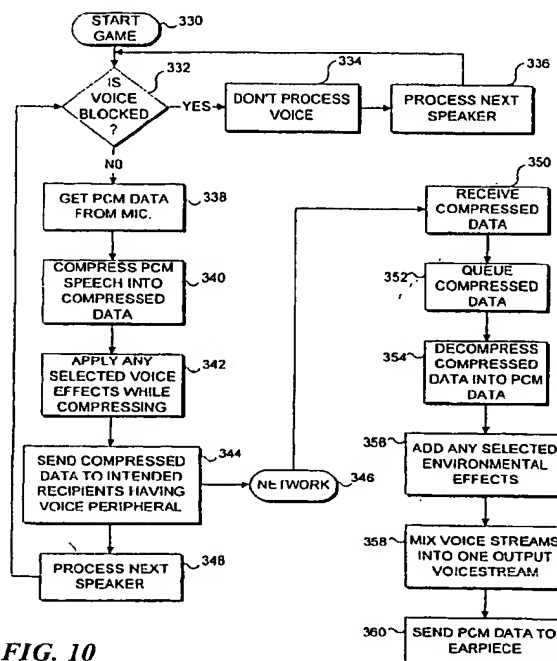 START
GAME
330
332
IS
VOICE
BLOCKED
?
YES
NO
334
DON'T PROCESS
VOICE
336
PROCESS NEXT
SPEAKER
338
GET PCM DATA
FROM MIC.
340
COMPRESS PCM
SPEECH INTO
COMPRESSED
DATA
342
APPLY ANY
SELECTED VOICE
EFFECTS WHILE
COMPRESSING
344
SEND COMPRESSED
DATA TO INTENDED
RECIPIENTS HAVING
VOICE PERIPHERAL
NETWORK
346
348
PROCESS NEXT
SPEAKER
350
RECEIVE
COMPRESSED
DATA
352
QUEUE
COMPRESSED
DATA
354
DECOMPRESS
COMPRESSED
DATA INTO PCM
DATA
358
ADD ANY SELECTED
ENVIRONMENTAL
EFFECTS
358
MIX VOICE STREAMS
INTO ONE OUTPUT
VOICESTREAM
360
SEND PCM DATA TO
EARPIECE
FIG. 10